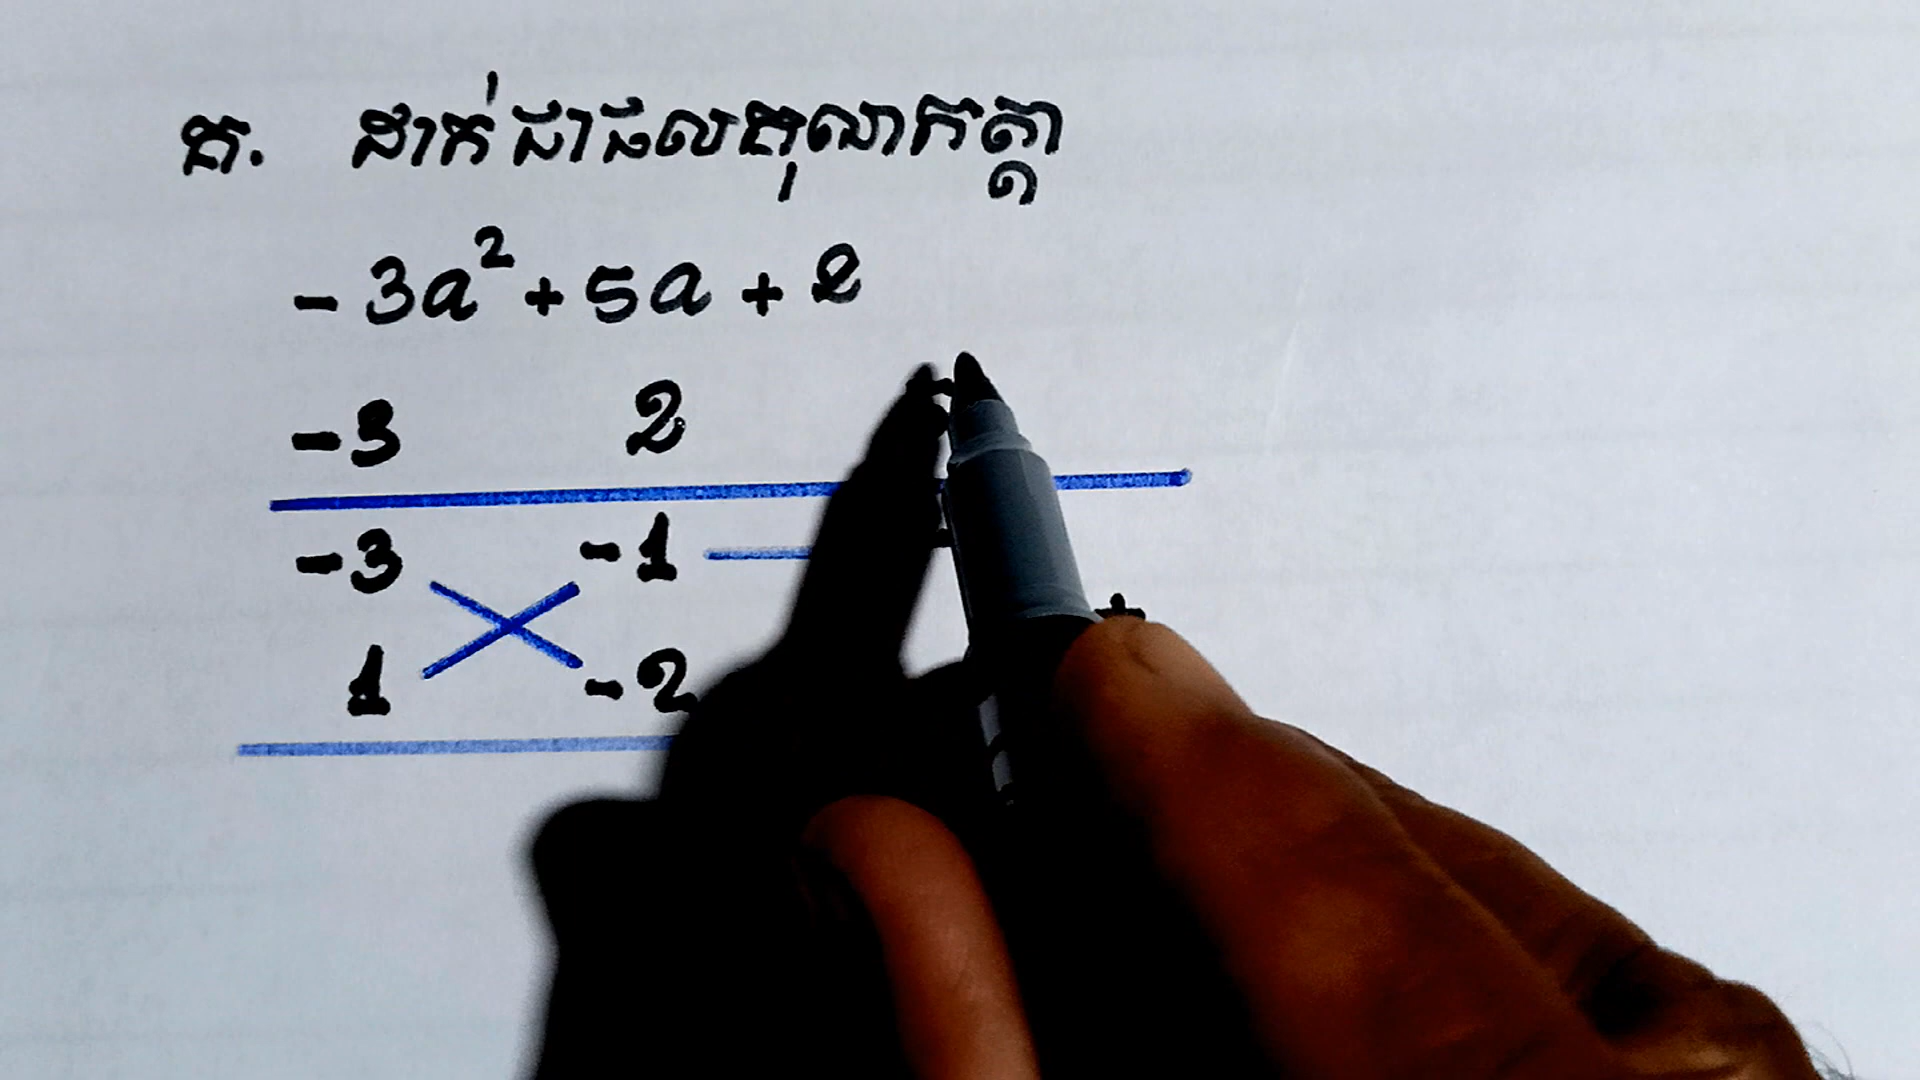 គ. ដាក់ជាផលគុណកត្តា
-3a² + 5a + 2
-3 2
-3 -1
1 -2